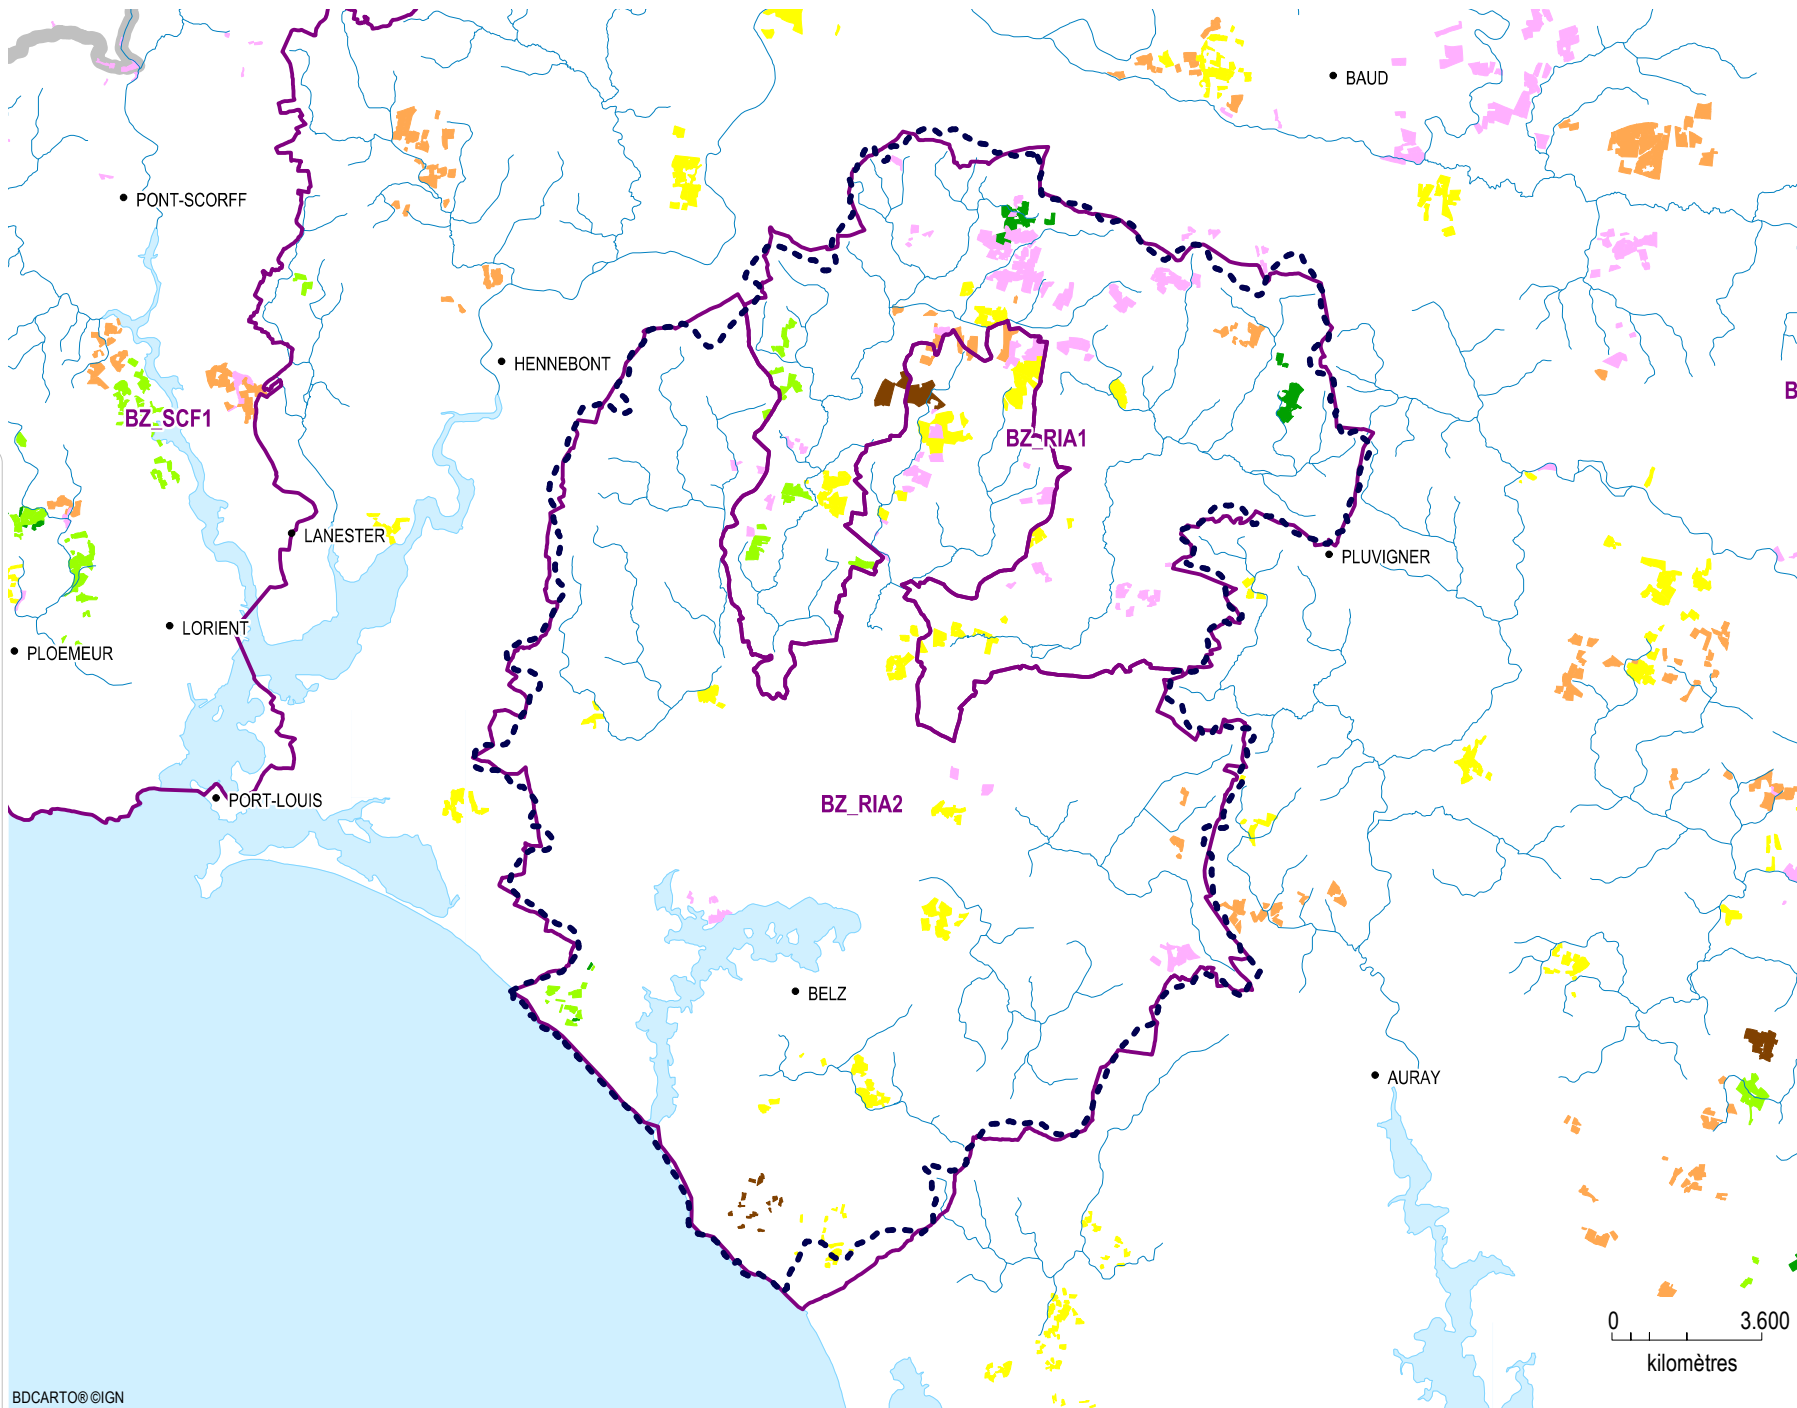 BAUD
PONT-SCORFF
HENNEBONT
B
BZ_SCF1
BZ_RIA1
LANESTER
PLUVIGNER
LORIENT
PLOEMEUR
PORT-LOUIS
BZ_RIA2
BELZ
AURAY
0 3.600
kilomètres
BDCARTO® ©IGN